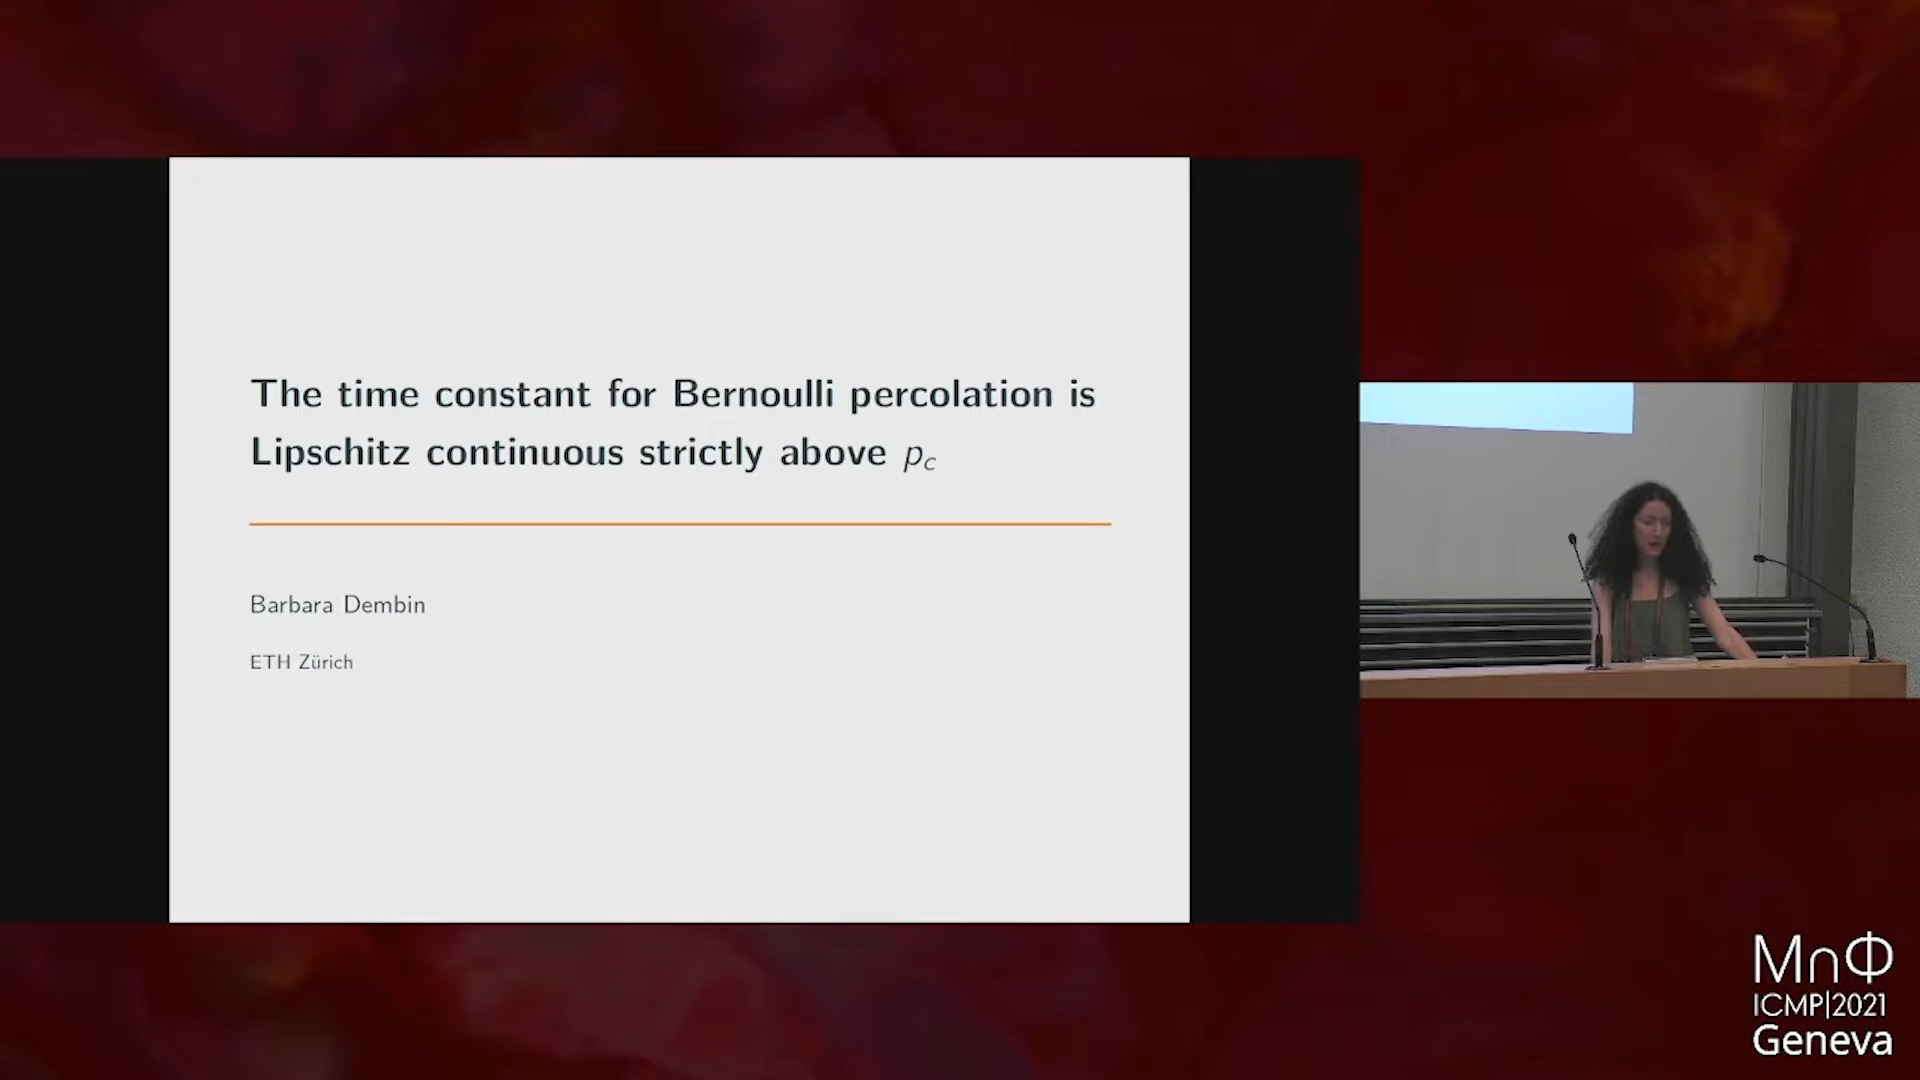 The time constant for Bernoulli percolation is
Lipschitz continuous strictly above p_c
Barbara Dembin
ETH Zürich
M∩Φ
ICMP|2021
Geneva